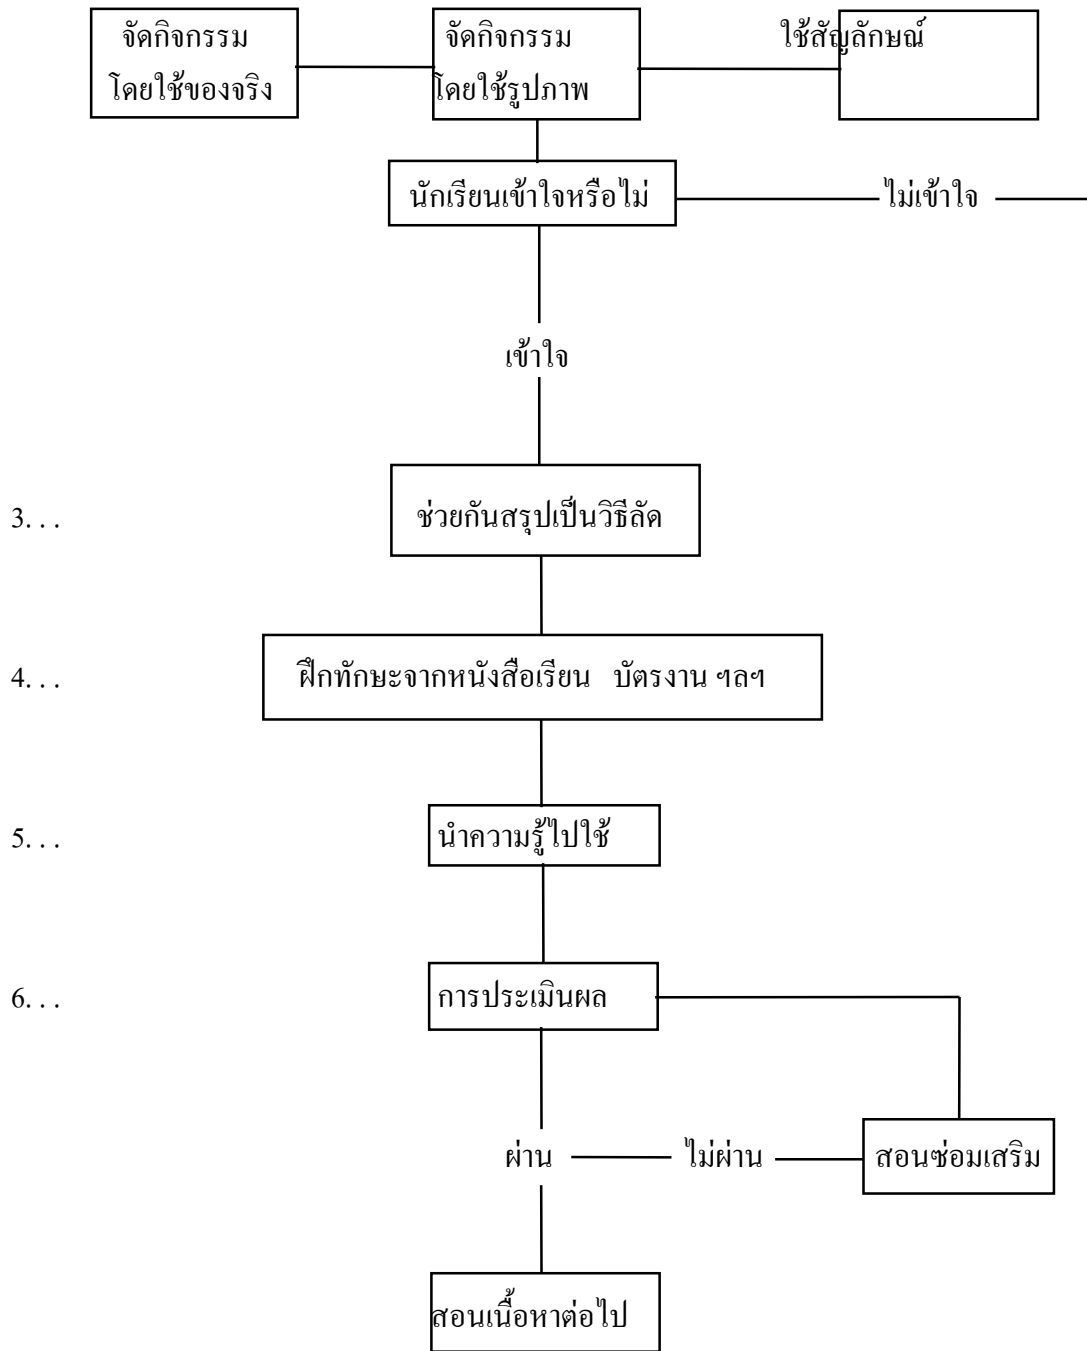 จัดกิจกรรม
โดยใช้ของจริง
จัดกิจกรรม
โดยใช้รูปภาพ
ใช้สัญลักษณ์
นักเรียนเข้าใจหรือไม่
ไม่เข้าใจ
เข้าใจ
3. . .
ช่วยกันสรุปเป็นวิธีลัด
4. . .
ฝึกทักษะจากหนังสือเรียน บัตรงาน ฯลฯ
5. . .
นำความรู้ไปใช้
6. . .
การประเมินผล
ผ่าน
ไม่ผ่าน
สอนซ่อมเสริม
สอนเนื้อหาต่อไป